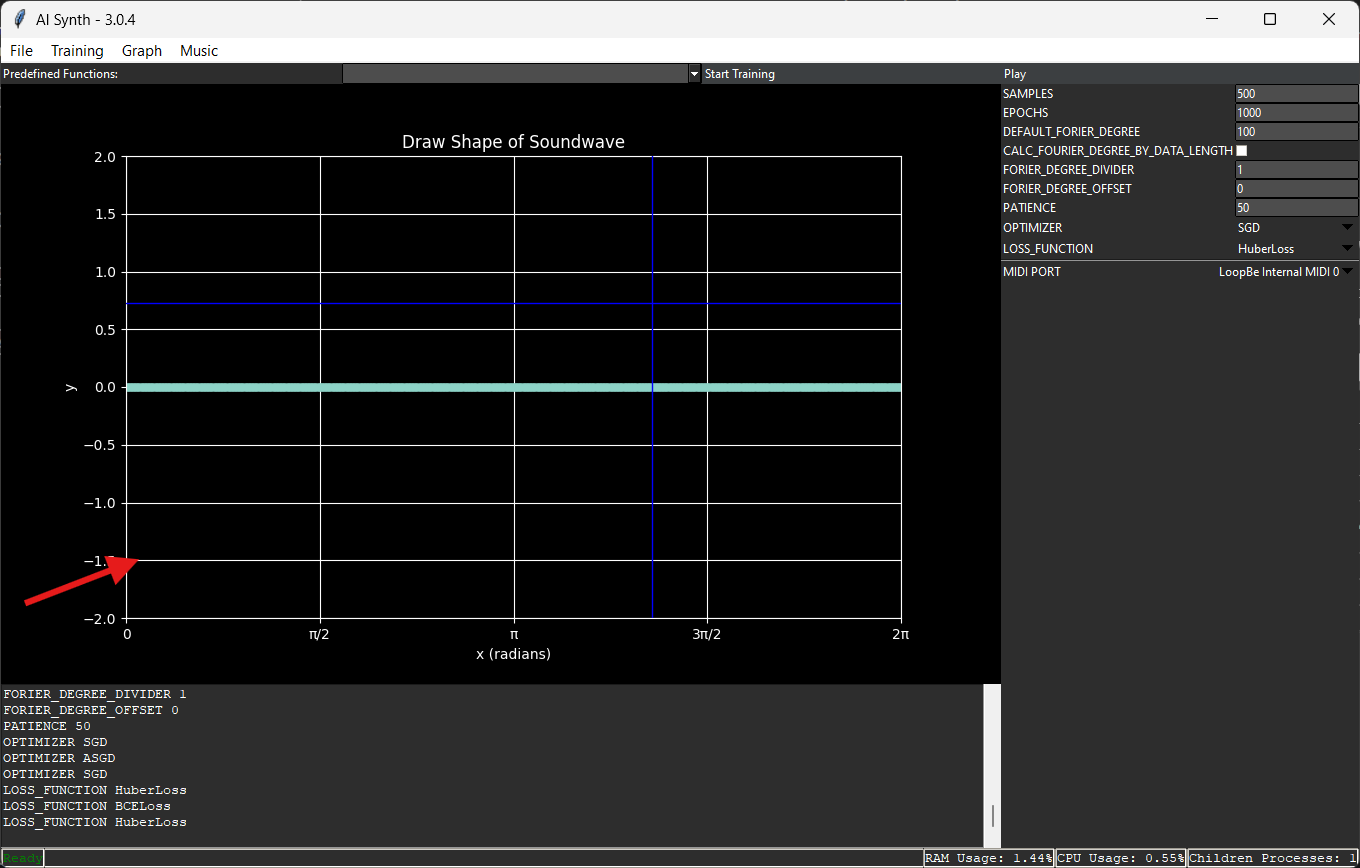 AI Synth - 3.0.4
File Training Graph Music
Predefined Functions: Start Training Play
SAMPLES 500
EPOCHS 1000
DEFAULT_FORIER_DEGREE 100
CALC_FOURIER_DEGREE_BY_DATA_LENGTH
FORIER_DEGREE_DIVIDER 1
FORIER_DEGREE_OFFSET 0
PATIENCE 50
OPTIMIZER SGD
LOSS_FUNCTION HuberLoss
MIDI PORT LoopBe Internal MIDI 0
Draw Shape of Soundwave
2.0
1.5
1.0
0.5
y
0.0
−0.5
−1.0
−2.0
0 π/2 π 3π/2 2π
x (radians)
FORIER_DEGREE_DIVIDER 1
FORIER_DEGREE_OFFSET 0
PATIENCE 50
OPTIMIZER SGD
OPTIMIZER ASGD
OPTIMIZER SGD
LOSS_FUNCTION HuberLoss
LOSS_FUNCTION BCELoss
LOSS_FUNCTION HuberLoss
Ready RAM Usage: 1.44% CPU Usage: 0.55% Children Processes: 1